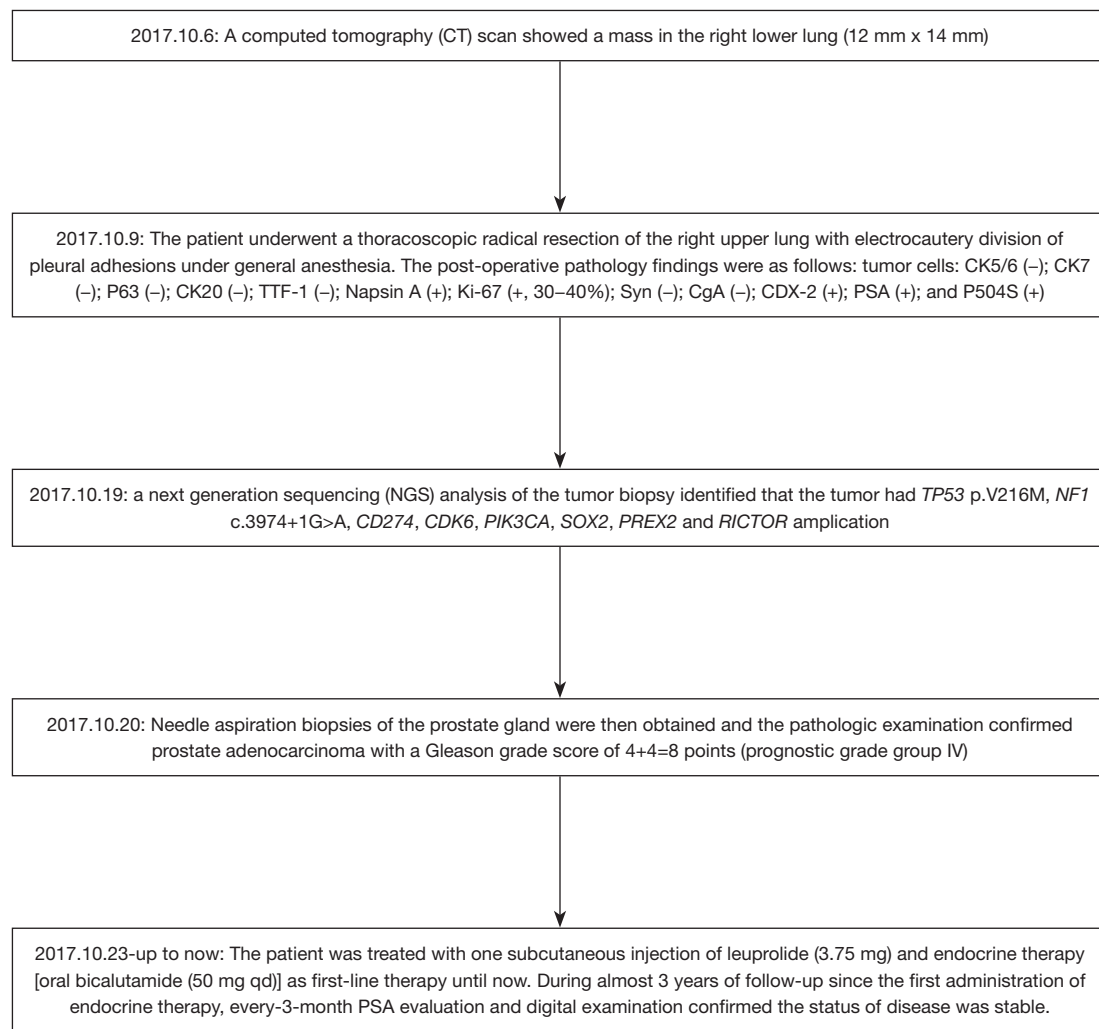 2017.10.6: A computed tomography (CT) scan showed a mass in the right lower lung (12 mm x 14 mm)
2017.10.9: The patient underwent a thoracoscopic radical resection of the right upper lung with electrocautery division of
pleural adhesions under general anesthesia. The post-operative pathology findings were as follows: tumor cells: CK5/6 (–); CK7
(–); P63 (–); CK20 (–); TTF-1 (–); Napsin A (+); Ki-67 (+, 30–40%); Syn (–); CgA (–); CDX-2 (+); PSA (+); and P504S (+)
2017.10.19: a next generation sequencing (NGS) analysis of the tumor biopsy identified that the tumor had TP53 p.V216M, NF1
c.3974+1G>A, CD274, CDK6, PIK3CA, SOX2, PREX2 and RICTOR amplication
2017.10.20: Needle aspiration biopsies of the prostate gland were then obtained and the pathologic examination confirmed
prostate adenocarcinoma with a Gleason grade score of 4+4=8 points (prognostic grade group IV)
2017.10.23-up to now: The patient was treated with one subcutaneous injection of leuprolide (3.75 mg) and endocrine therapy
[oral bicalutamide (50 mg qd)] as first-line therapy until now. During almost 3 years of follow-up since the first administration of
endocrine therapy, every-3-month PSA evaluation and digital examination confirmed the status of disease was stable.